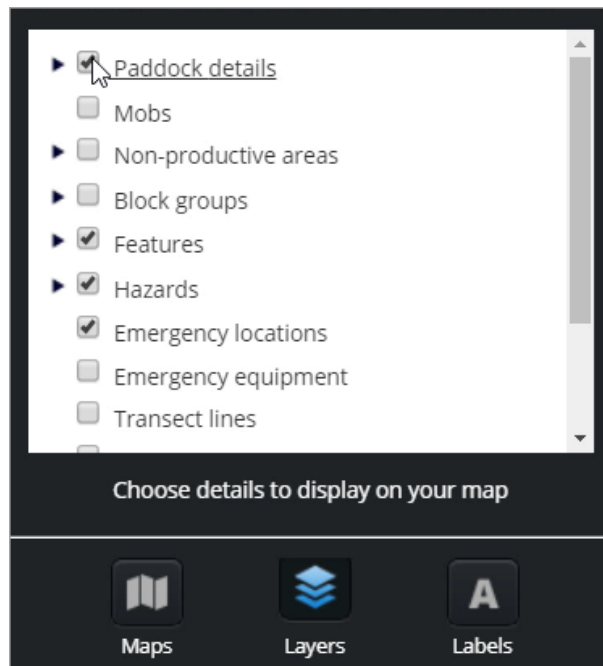 Paddock details
Mobs
Non-productive areas
Block groups
Features
Hazards
Emergency locations
Emergency equipment
Transect lines
Choose details to display on your map
Maps
Layers
A
Labels